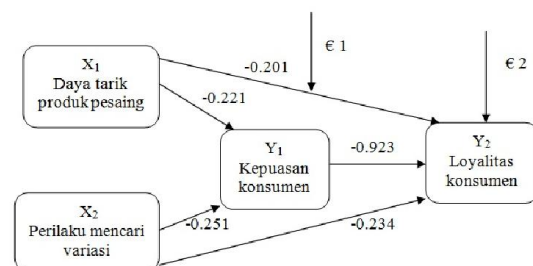 X₁
Daya tarik
produk pesaing
-0.201
€ 1
€ 2
-0.221
Y₁
Kepuasan
konsumen
-0.923
Y₂
Loyalitas
konsumen
X₂
Perilaku mencari
variasi
-0.251
-0.234